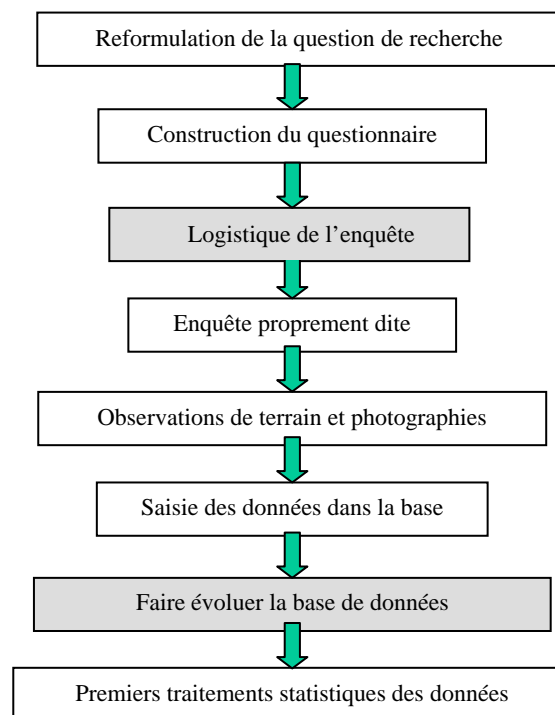 Reformulation de la question de recherche
Construction du questionnaire
Logistique de l’enquête
Enquête proprement dite
Observations de terrain et photographies
Saisie des données dans la base
Faire évoluer la base de données
Premiers traitements statistiques des données